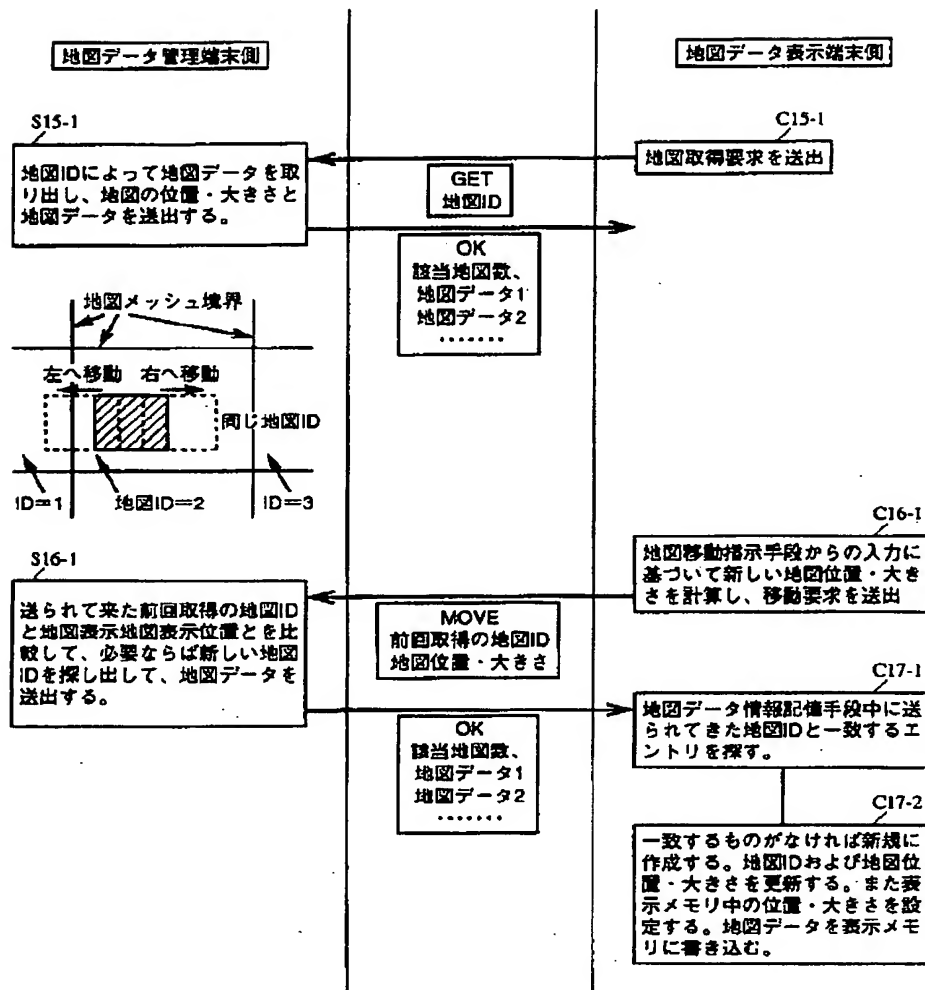 地図データ管理端末側
地図データ表示端末側
S15-1
地図IDによって地図データを取
り出し、地図の位置・大きさと
地図データを送出する。
C15-1
地図取得要求を送出
GET
地図ID
OK
該当地図数、
地図データ1
地図データ2
.......
地図メッシュ境界
左へ移動
右へ移動
同じ地図ID
ID=1
地図ID=2
ID=3
C16-1
地図移動指示手段からの入力に
基づいて新しい地図位置・大き
さを計算し、移動要求を送出
S16-1
送られて来た前回取得の地図ID
と地図表示地図表示位置とを比
較して、必要ならば新しい地図
IDを探し出して、地図データを
送出する。
MOVE
前回取得の地図ID
地図位置・大きさ
OK
該当地図数、
地図データ1
地図データ2
.......
C17-1
地図データ情報記憶手段中に送
られてきた地図IDと一致するエ
ントリを探す。
C17-2
一致するものがなければ新規に
作成する。地図IDおよび地図位
置・大きさを更新する。また表
示メモリ中の位置・大きさを設
定する。地図データを表示メモ
リに書き込む。